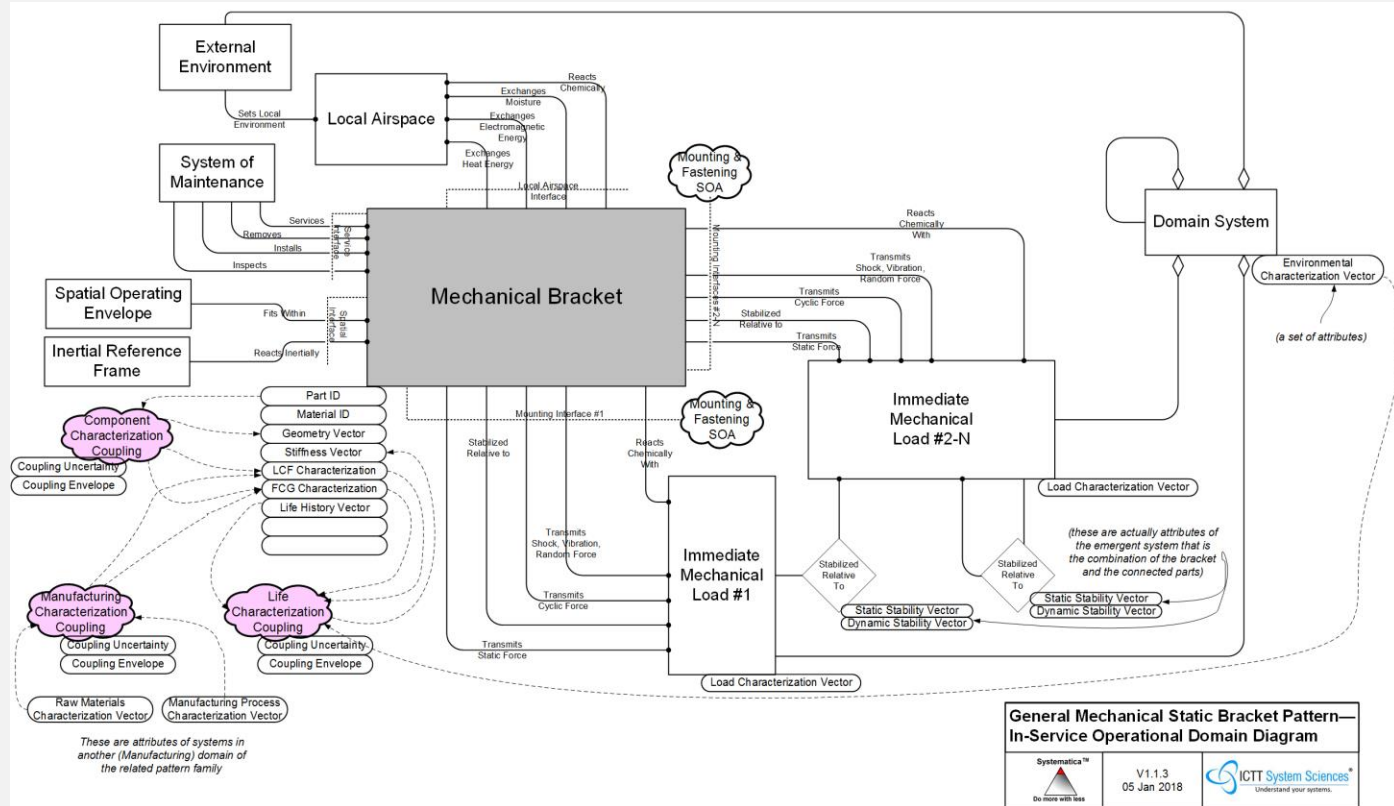 External
Environment
Sets Local
Environment
Local Airspace
Reacts
Chemically
Exchanges
Moisture
Exchanges
Electromagnetic
Energy
Exchanges
Heat Energy
System of
Maintenance
Services
Removes
Installs
Inspects
Service
Interface
Local Airspace
Interface
Mounting &
Fastening
SOA
Mounting Interfaces #2-N
Domain System
Environmental
Characterization Vector
(a set of attributes)
Spatial Operating
Envelope
Fits Within
Spatial
Interface
Inertial Reference
Frame
Reacts Inertially
Mechanical Bracket
Reacts
Chemically
With
Transmits
Shock, Vibration,
Random Force
Transmits
Cyclic Force
Stabilized
Relative to
Transmits
Static Force
Immediate
Mechanical
Load #2-N
Load Characterization Vector
Mounting Interface #1
Mounting &
Fastening
SOA
Part ID
Material ID
Geometry Vector
Stiffness Vector
LCF Characterization
FCG Characterization
Life History Vector
Component
Characterization
Coupling
Coupling Uncertainty
Coupling Envelope
Stabilized
Relative to
Reacts
Chemically
With
Transmits
Shock, Vibration,
Random Force
Transmits
Cyclic Force
Transmits
Static Force
Immediate
Mechanical
Load #1
Load Characterization Vector
Stabilized
Relative
To
Static Stability Vector
Dynamic Stability Vector
Stabilized
Relative
To
Static Stability Vector
Dynamic Stability Vector
(these are actually attributes of
the emergent system that is
the combination of the bracket
and the connected parts)
Manufacturing
Characterization
Coupling
Coupling Uncertainty
Coupling Envelope
Life
Characterization
Coupling
Coupling Uncertainty
Coupling Envelope
Raw Materials
Characterization Vector
Manufacturing Process
Characterization Vector
These are attributes of systems in
another (Manufacturing) domain of
the related pattern family
General Mechanical Static Bracket Pattern—
In-Service Operational Domain Diagram
Systematica™
Do more with less
V1.1.3
05 Jan 2018
ICTT System Sciences®
Understand your systems.